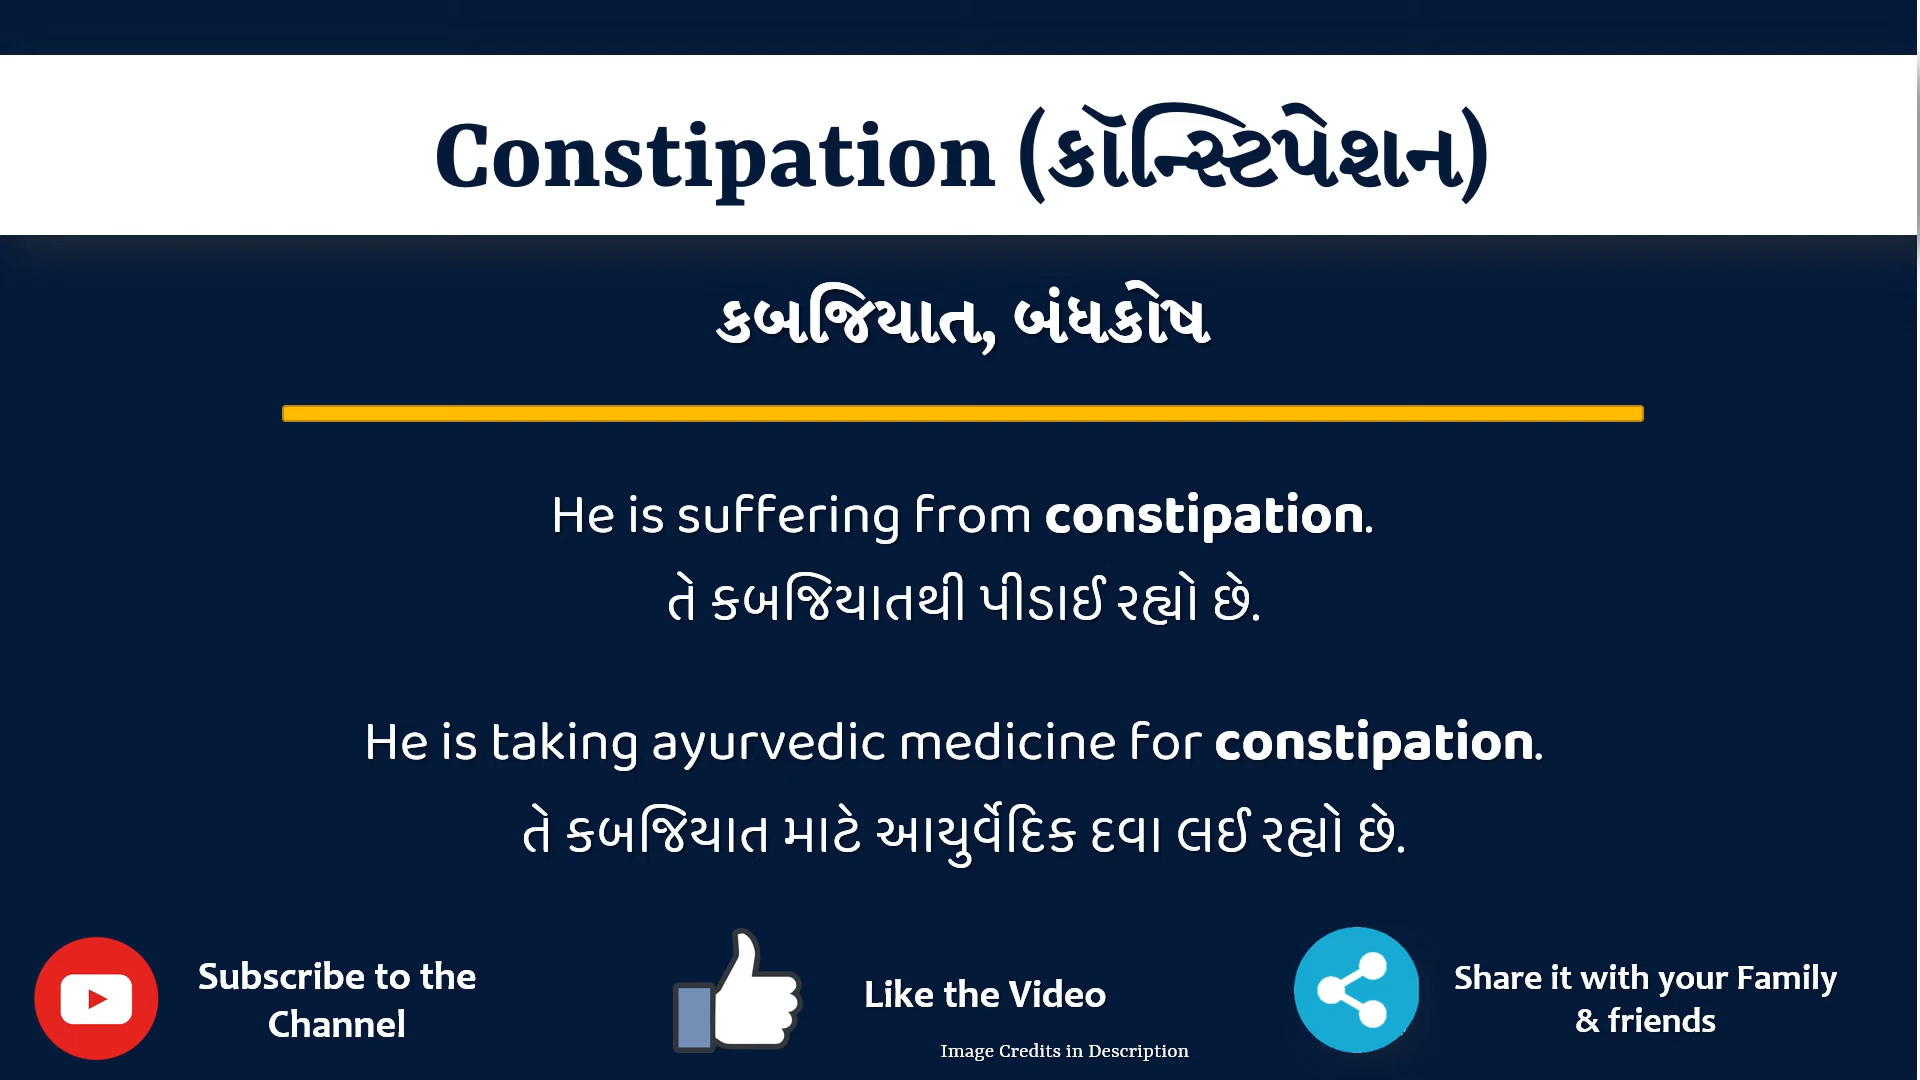 Constipation (કૉન્સ્ટિપેશન)
કબજિયાત, બંધકોષ
He is suffering from constipation.
તે કબજિયાતથી પીડાઈ રહ્યો છે.
He is taking ayurvedic medicine for constipation.
તે કબજિયાત માટે આયુર્વેદિક દવા લઈ રહ્યો છે.
Subscribe to the
Channel
Like the Video
Share it with your Family
& friends
Image Credits in Description